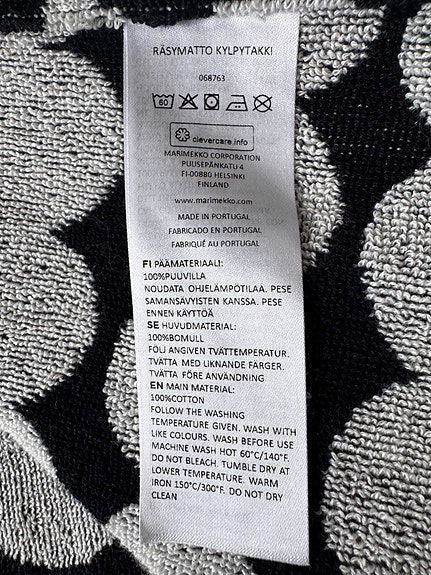 RÄSYMATTO KYLPYTAKKI
068763
60
clevercare.info
MARIMEKKO CORPORATION
PUUSEPÄNKATU 4
FI-00880 HELSINKI
FINLAND
www.marimekko.com
MADE IN PORTUGAL
FABRICADO EN PORTUGAL
FABRIQUÉ AU PORTUGAL
FI PÄÄMATERIAALI:
100%PUUVILLA
NOUDATA OHJELÄMPÖTILAA. PESE
SAMANSÄVYISTEN KANSSA. PESE
ENNEN KÄYTTÖÄ
SE HUVUDMATERIAL:
100%BOMULL
FÖLJ ANGIVEN TVÄTTEMPERATUR.
TVÄTTA MED LIKNANDE FÄRGER.
TVÄTTA FÖRE ANVÄNDNING
EN MAIN MATERIAL:
100%COTTON
FOLLOW THE WASHING
TEMPERATURE GIVEN. WASH WITH
LIKE COLOURS. WASH BEFORE USE
MACHINE WASH HOT 60°C/140°F.
DO NOT BLEACH. TUMBLE DRY AT
LOWER TEMPERATURE. WARM
IRON 150°C/300°F. DO NOT DRY
CLEAN